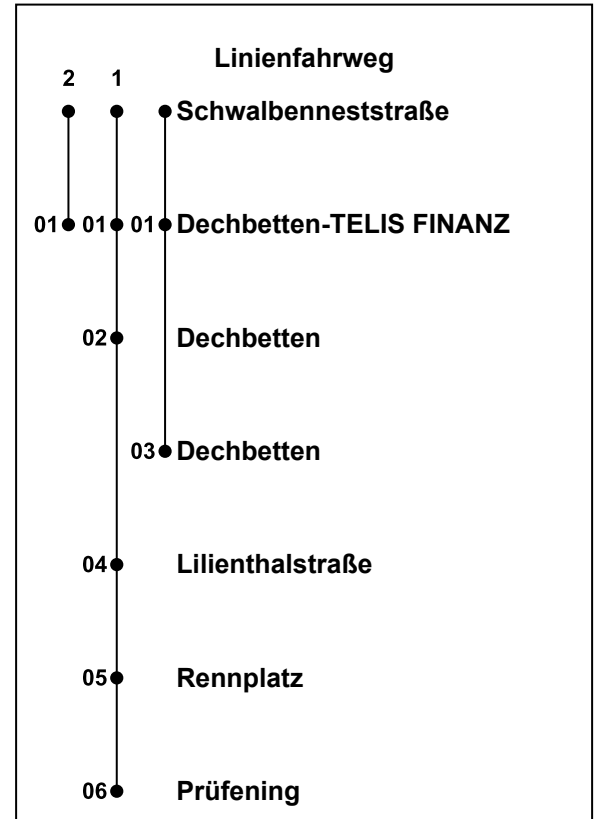 Linienfahrweg
2 1
Schwalbenneststraße
01 01 01 Dechbetten-TELIS FINANZ
02 Dechbetten
03 Dechbetten
04 Lilienthalstraße
05 Rennplatz
06 Prüfening